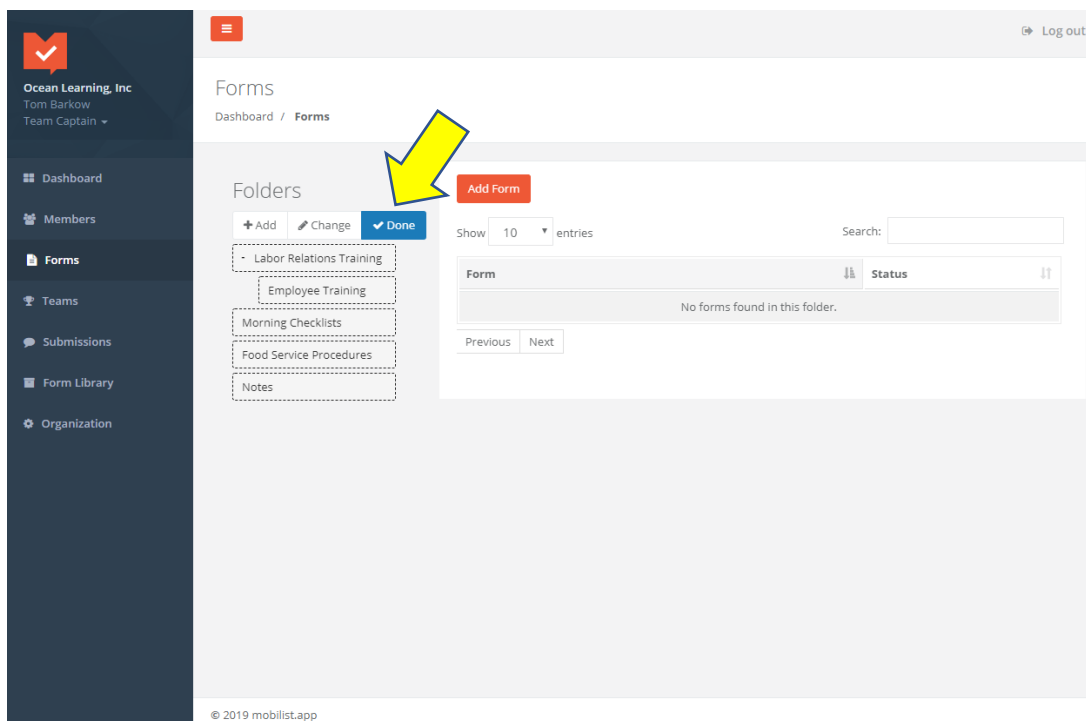 Log out
Ocean Learning, Inc
Tom Barkow
Team Captain
Dashboard
Members
Forms
Teams
Submissions
Form Library
Organization
Forms
Dashboard / Forms
Folders
Add Change Done
- Labor Relations Training
Employee Training
Morning Checklists
Food Service Procedures
Notes
Add Form
Show 10 entries
Search:
Form Status
No forms found in this folder.
Previous Next
© 2019 mobilist.app